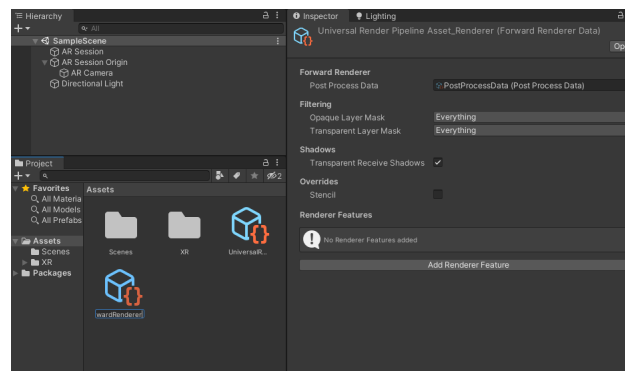 Hierarchy
All
SampleScene
AR Session
AR Session Origin
AR Camera
Directional Light
Project
2
Favorites
All Materia
All Models
All Prefabs
Assets
Scenes
XR
Packages
Assets
Scenes
XR
UniversalR...
wardRenderer
Inspector
Lighting
Universal Render Pipeline
Asset_Renderer (Forward Renderer Data)
Op
Forward Renderer
Post Process Data
PostProcessData (Post Process Data)
Filtering
Opaque Layer Mask
Everything
Transparent Layer Mask
Everything
Shadows
Transparent Receive Shadows
Overrides
Stencil
Renderer Features
No Renderer Features added
Add Renderer Feature